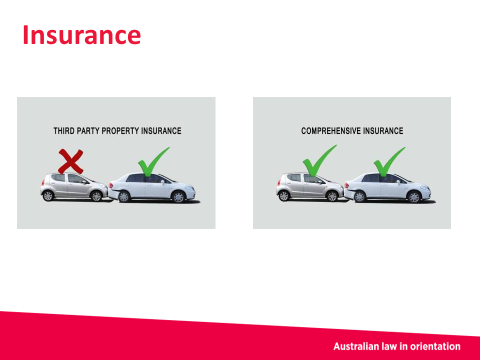 Insurance
THIRD PARTY PROPERTY INSURANCE
COMPREHENSIVE INSURANCE
Australian law in orientation